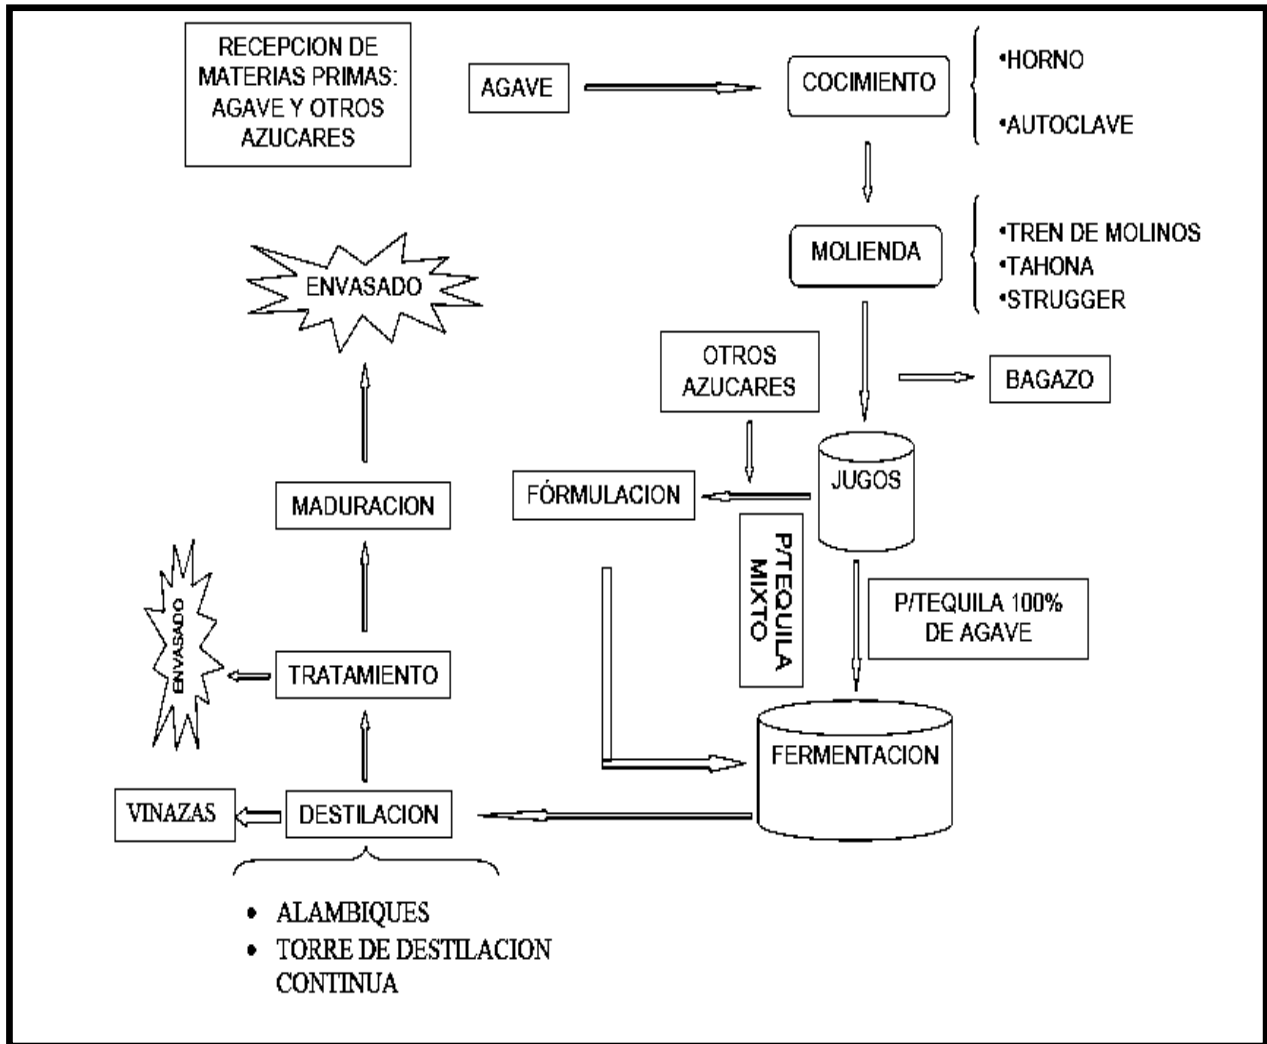 RECEPCION DE
MATERIAS PRIMAS:
AGAVE Y OTROS
AZUCARES
AGAVE
COCIMIENTO
•HORNO
•AUTOCLAVE
MOLIENDA
•TREN DE MOLINOS
•TAHONA
•STRUGGER
ENVASADO
OTROS
AZUCARES
BAGAZO
JUGOS
FÓRMULACION
MADURACION
P/TEQUILA
MIXTO
P/TEQUILA 100%
DE AGAVE
ENVASADO
TRATAMIENTO
FERMENTACION
VINAZAS
DESTILACION
• ALAMBIQUES
• TORRE DE DESTILACION
CONTINUA